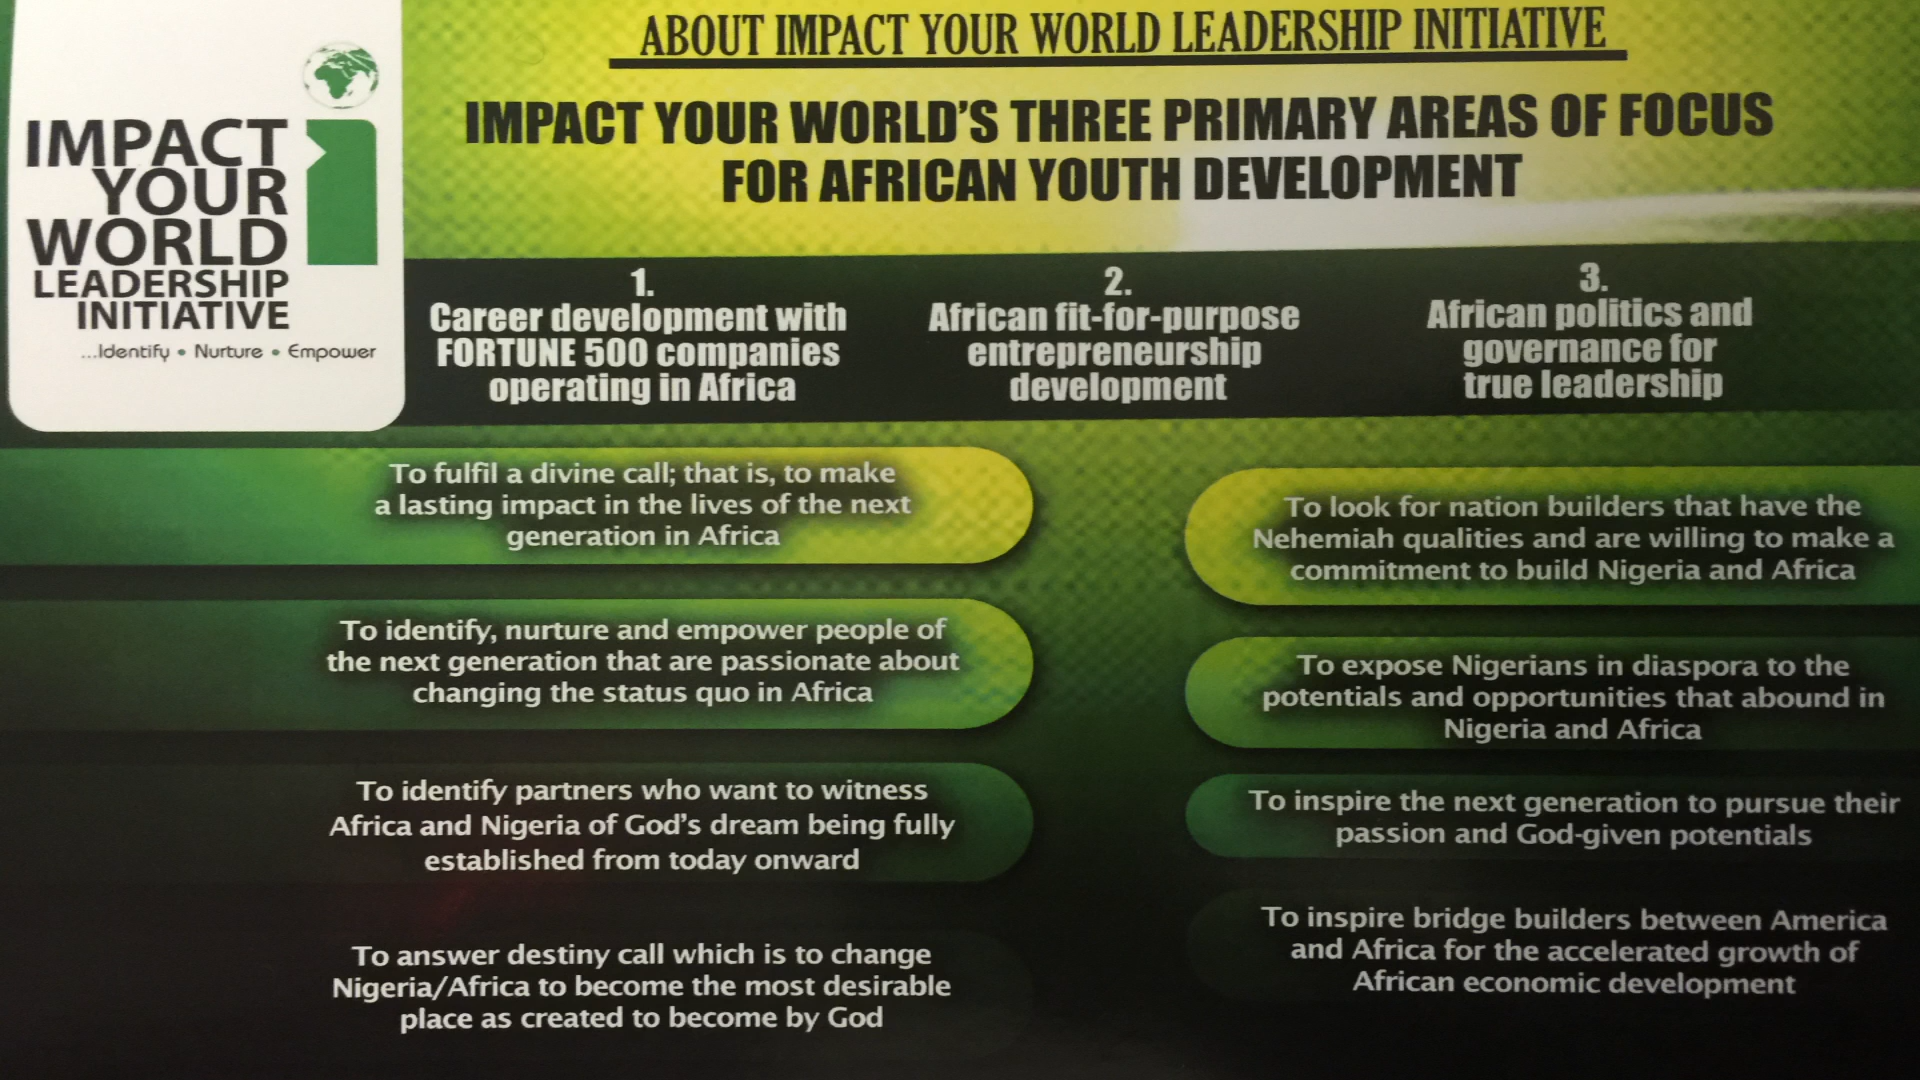 ABOUT IMPACT YOUR WORLD LEADERSHIP INITIATIVE
IMPACT YOUR WORLD'S THREE PRIMARY AREAS OF FOCUS
FOR AFRICAN YOUTH DEVELOPMENT
IMPACT
YOUR
WORLD
LEADERSHIP
INITIATIVE
...Identify • Nurture • Empower
1.
Career development with
FORTUNE 500 companies
operating in Africa
2.
African fit-for-purpose
entrepreneurship
development
3.
African politics and
governance for
true leadership
To fulfil a divine call; that is, to make
a lasting impact in the lives of the next
generation in Africa
To identify, nurture and empower people of
the next generation that are passionate about
changing the status quo in Africa
To identify partners who want to witness
Africa and Nigeria of God's dream being fully
established from today onward
To answer destiny call which is to change
Nigeria/Africa to become the most desirable
place as created to become by God
To look for nation builders that have the
Nehemiah qualities and are willing to make a
commitment to build Nigeria and Africa
To expose Nigerians in diaspora to the
potentials and opportunities that abound in
Nigeria and Africa
To inspire the next generation to pursue their
passion and God-given potentials
To inspire bridge builders between America
and Africa for the accelerated growth of
African economic development